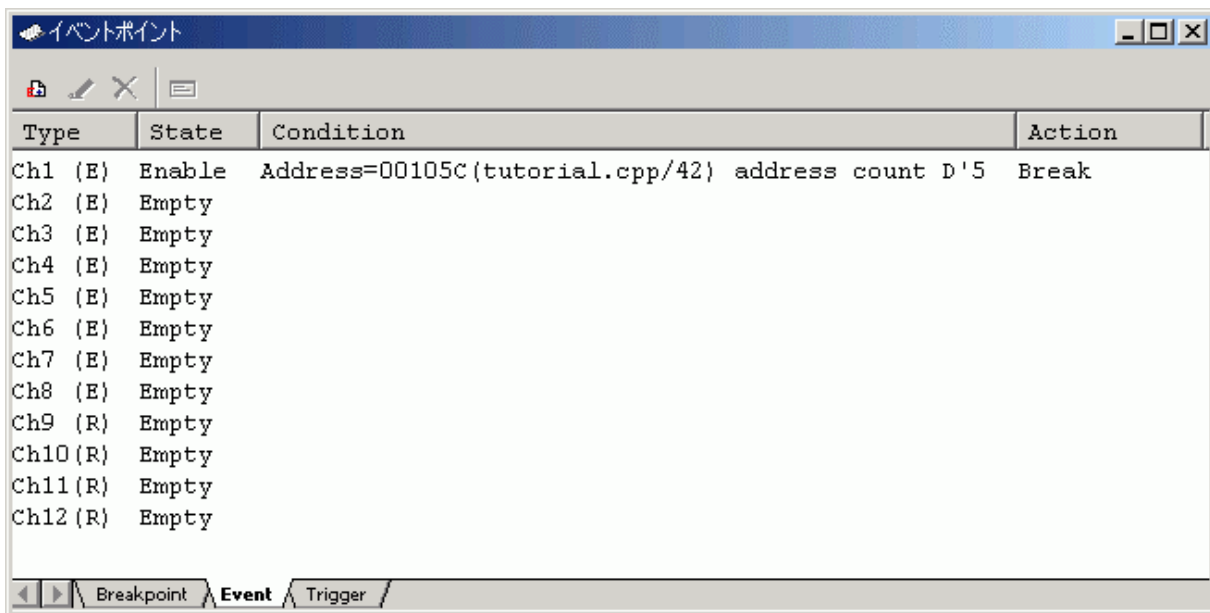 イベントポイント
Type State Condition Action
Ch1 (E) Enable Address=00105C(tutorial.cpp/42) address count D'5 Break
Ch2 (E) Empty
Ch3 (E) Empty
Ch4 (E) Empty
Ch5 (E) Empty
Ch6 (E) Empty
Ch7 (E) Empty
Ch8 (E) Empty
Ch9 (R) Empty
Ch10(R) Empty
Ch11(R) Empty
Ch12(R) Empty
Breakpoint Event Trigger